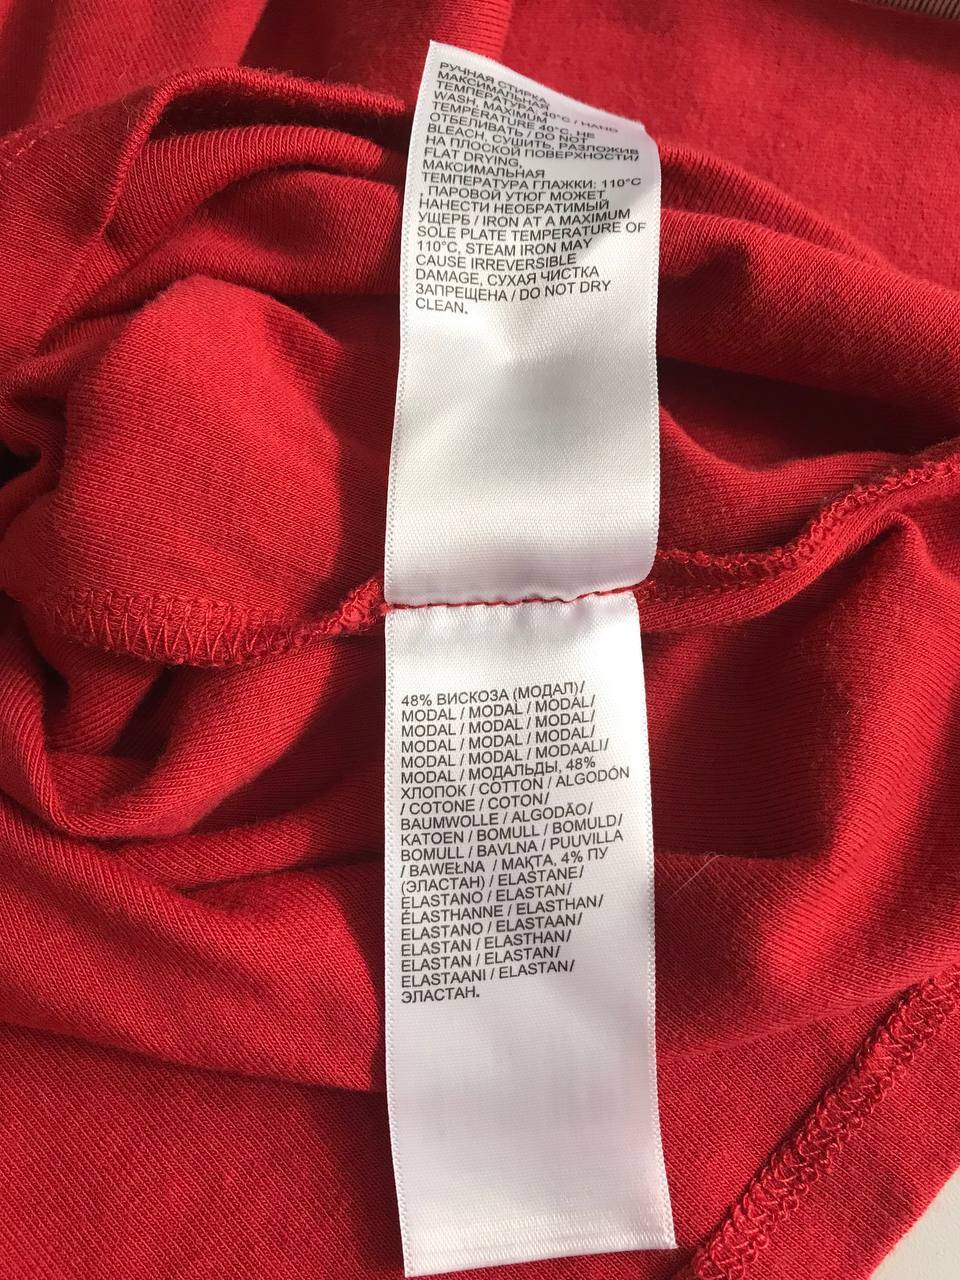 РУЧНАЯ СТИРКА,
МАКСИМАЛЬНАЯ
ТЕМПЕРАТУРА 40°C / HAND
WASH, MAXIMUM
TEMPERATURE 40°C, НЕ
ОТБЕЛИВАТЬ / DO NOT
BLEACH, СУШИТЬ, РАЗЛОЖИВ
НА ПЛОСКОЙ ПОВЕРХНОСТИ/
FLAT DRYING,
МАКСИМАЛЬНАЯ
ТЕМПЕРАТУРА ГЛАЖКИ: 110°C
, ПАРОВОЙ УТЮГ МОЖЕТ
НАНЕСТИ НЕОБРАТИМЫЙ
УЩЕРБ / IRON AT A MAXIMUM
SOLE PLATE TEMPERATURE OF
110°C, STEAM IRON MAY
CAUSE IRREVERSIBLE
DAMAGE, СУХАЯ ЧИСТКА
ЗАПРЕЩЕНА / DO NOT DRY
CLEAN.
48% ВИСКОЗА (МОДАЛ)/
MODAL / MODAL / MODAL/
MODAL / MODAL / MODAL/
MODAL / MODAL / MODAL/
MODAL / MODAL / MODAALI/
MODAL / МОДАЛЬДЫ, 48%
ХЛОПОК / COTTON / ALGODÓN
/ COTONE / COTON/
BAUMWOLLE / ALGODÃO/
KATOEN / BOMULL / BOMULD/
BOMULL / BAVLNA / PUUVILLA
/ BAWEŁNA / МАҚТА, 4% ПУ
(ЭЛАСТАН) / ELASTANE/
ELASTANO / ELASTAN/
ÉLASTHANNE / ELASTHAN/
ELASTANO / ELASTAAN/
ELASTAN / ELASTHAN/
ELASTAN / ELASTAN/
ELASTAANI / ELASTAN/
ЭЛАСТАН.